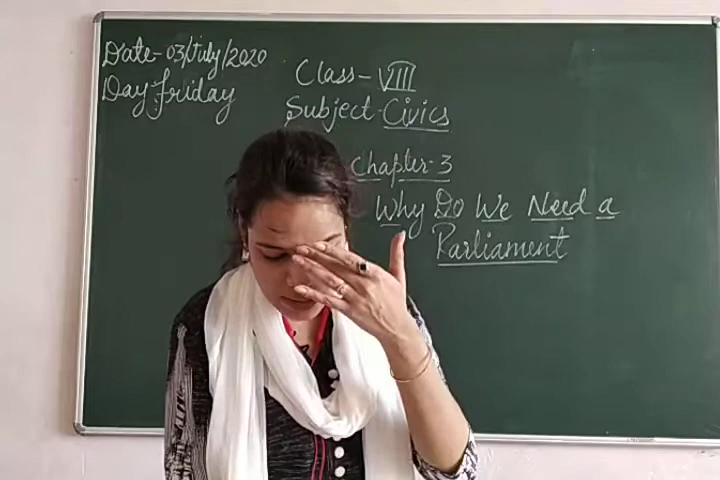 Date-03/July/2020
Day-friday
Class-VIII
Subject-Civics
Chapter-3
Why Do We Need a
Parliament